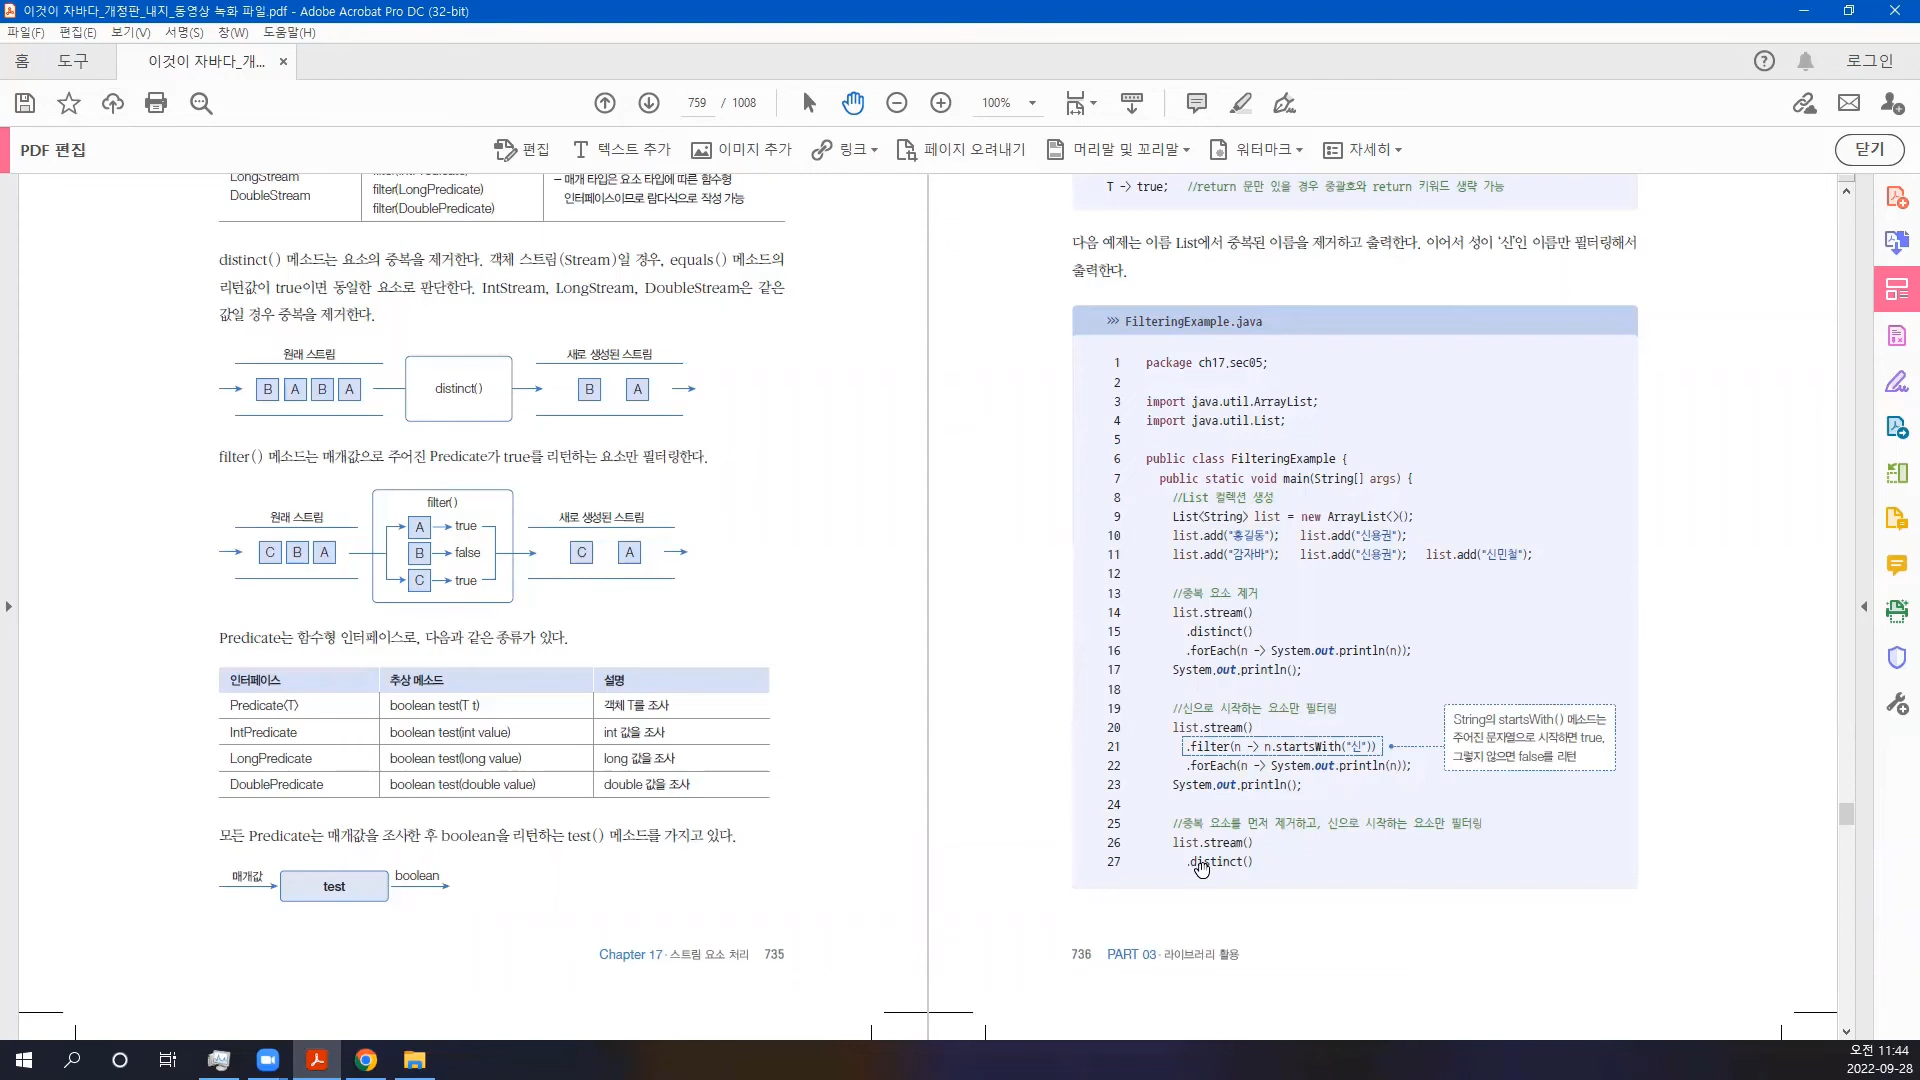 이것이 자바다_개정판_내지_동영상 녹화 파일.pdf - Adobe Acrobat Pro DC (32-bit)
파일(F) 편집(E) 보기(V) 서명(S) 창(W) 도움말(H)
홈 도구 이것이 자바다_개... × 로그인
759 / 1008 100%
PDF 편집 편집 텍스트 추가 이미지 추가 링크 페이지 오려내기 머리말 및 꼬리말 워터마크 자세히 닫기
LongStream
DoubleStream
filter(LongPredicate)
filter(DoublePredicate)
– 매개 타입은 요소 타입에 따른 함수형
인터페이스이므로 람다식으로 작성 가능
distinct() 메소드는 요소의 중복을 제거한다. 객체 스트림(Stream)일 경우, equals() 메소드의
리턴값이 true이면 동일한 요소로 판단한다. IntStream, LongStream, DoubleStream은 같은
값일 경우 중복을 제거한다.
원래 스트림 새로 생성된 스트림
B A B A distinct() B A
filter() 메소드는 매개값으로 주어진 Predicate가 true를 리턴하는 요소만 필터링한다.
filter()
원래 스트림 새로 생성된 스트림
A true
C B A B false C A
C true
Predicate는 함수형 인터페이스로, 다음과 같은 종류가 있다.
인터페이스 추상 메소드 설명
Predicate<T> boolean test(T t) 객체 T를 조사
IntPredicate boolean test(int value) int 값을 조사
LongPredicate boolean test(long value) long 값을 조사
DoublePredicate boolean test(double value) double 값을 조사
모든 Predicate는 매개값을 조사한 후 boolean을 리턴하는 test() 메소드를 가지고 있다.
매개값 test boolean
Chapter 17 · 스트림 요소 처리 735
T -> true; //return 문만 있을 경우 중괄호와 return 키워드 생략 가능
다음 예제는 이름 List에서 중복된 이름을 제거하고 출력한다. 이어서 성이 ‘신’인 이름만 필터링해서
출력한다.
>>> FilteringExample.java
1 package ch17.sec05;
2
3 import java.util.ArrayList;
4 import java.util.List;
5
6 public class FilteringExample {
7 public static void main(String[] args) {
8 //List 컬렉션 생성
9 List<String> list = new ArrayList<>();
10 list.add("홍길동"); list.add("신용권");
11 list.add("감자바"); list.add("신용권"); list.add("신민철");
12
13 //중복 요소 제거
14 list.stream()
15 .distinct()
16 .forEach(n -> System.out.println(n));
17 System.out.println();
18
19 //신으로 시작하는 요소만 필터링
20 list.stream()
21 .filter(n -> n.startsWith("신"))
22 .forEach(n -> System.out.println(n));
23 System.out.println();
24
25 //중복 요소를 먼저 제거하고, 신으로 시작하는 요소만 필터링
26 list.stream()
27 .distinct()
String의 startsWith() 메소드는
주어진 문자열로 시작하면 true,
그렇지 않으면 false를 리턴
736 PART 03 · 라이브러리 활용
오전 11:44
2022-09-28